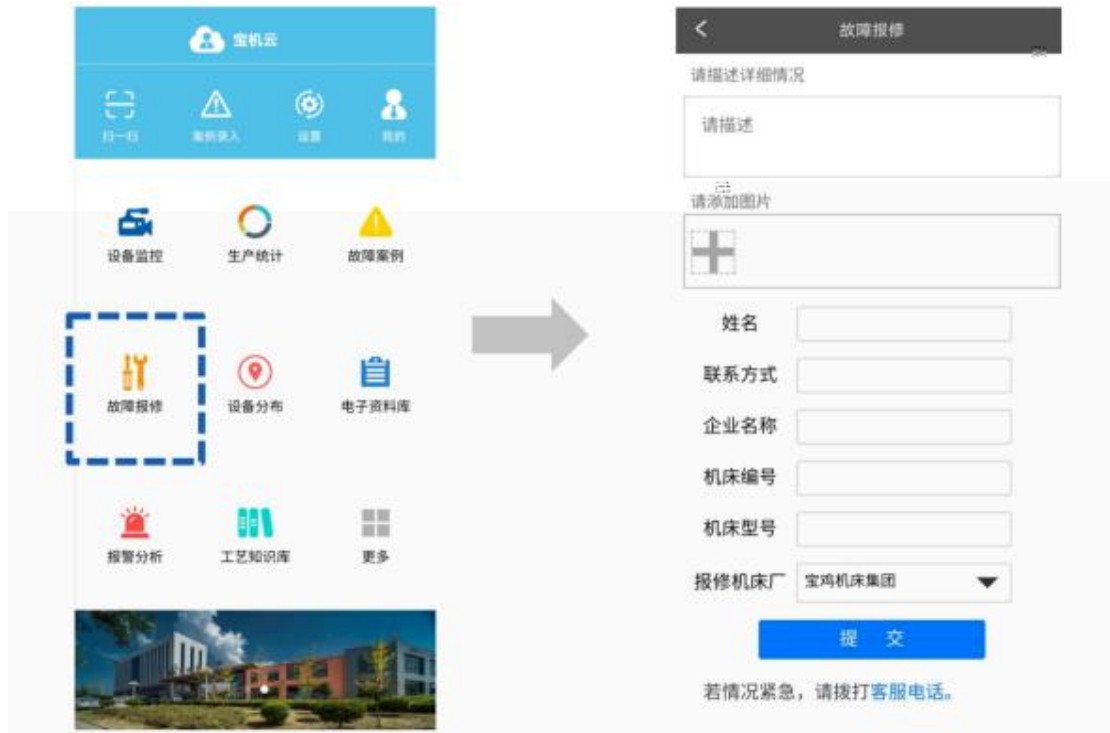 宝机云
扫一扫 案例录入 设置 我的
设备监控 生产统计 故障案例
故障报修 设备分布 电子资料库
报警分析 工艺知识库 更多
故障报修
请描述详细情况
请描述
请添加图片
姓名
联系方式
企业名称
机床编号
机床型号
报修机床厂 宝鸡机床集团
提 交
若情况紧急，请拨打客服电话。